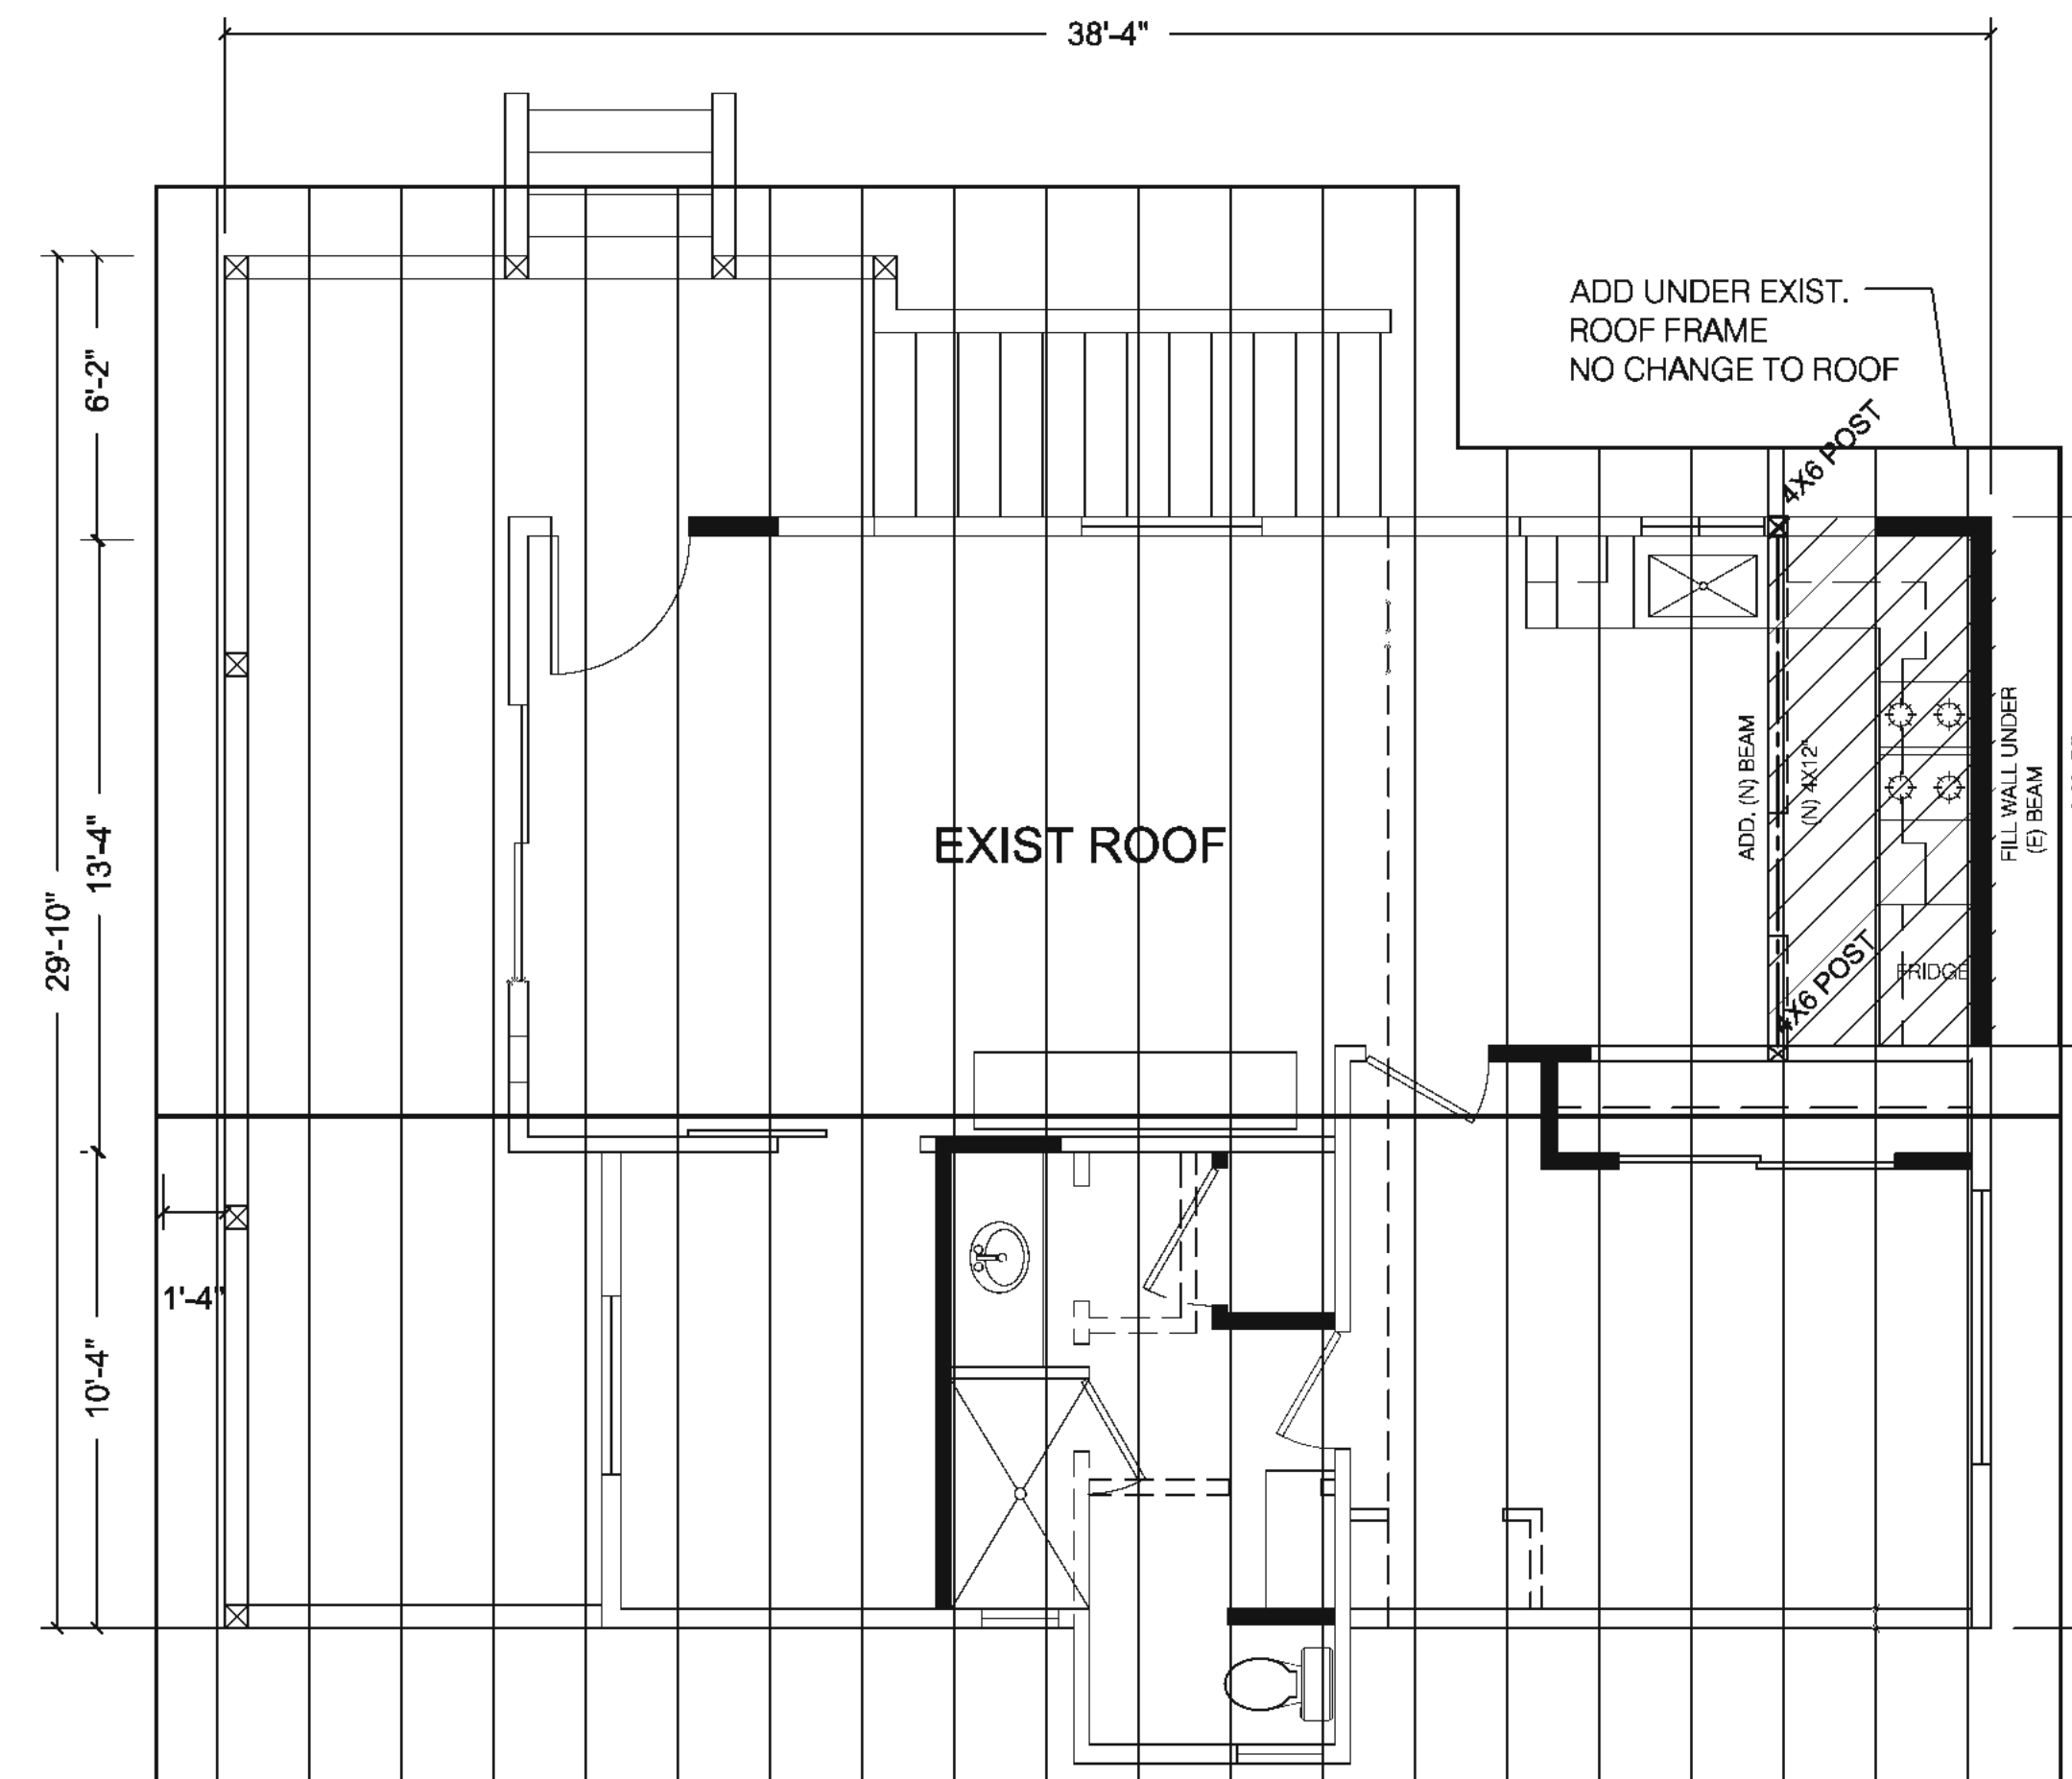 38'-4"
ADD UNDER EXIST.
ROOF FRAME
NO CHANGE TO ROOF
4X6 POST
6'-2"
13'-4"
29'-10"
10'-4"
1'-4"
EXIST ROOF
ADD. (N) BEAM
(N) 4X12"
FILL WALL UNDER
(E) BEAM
4X6 POST
FRIDGE